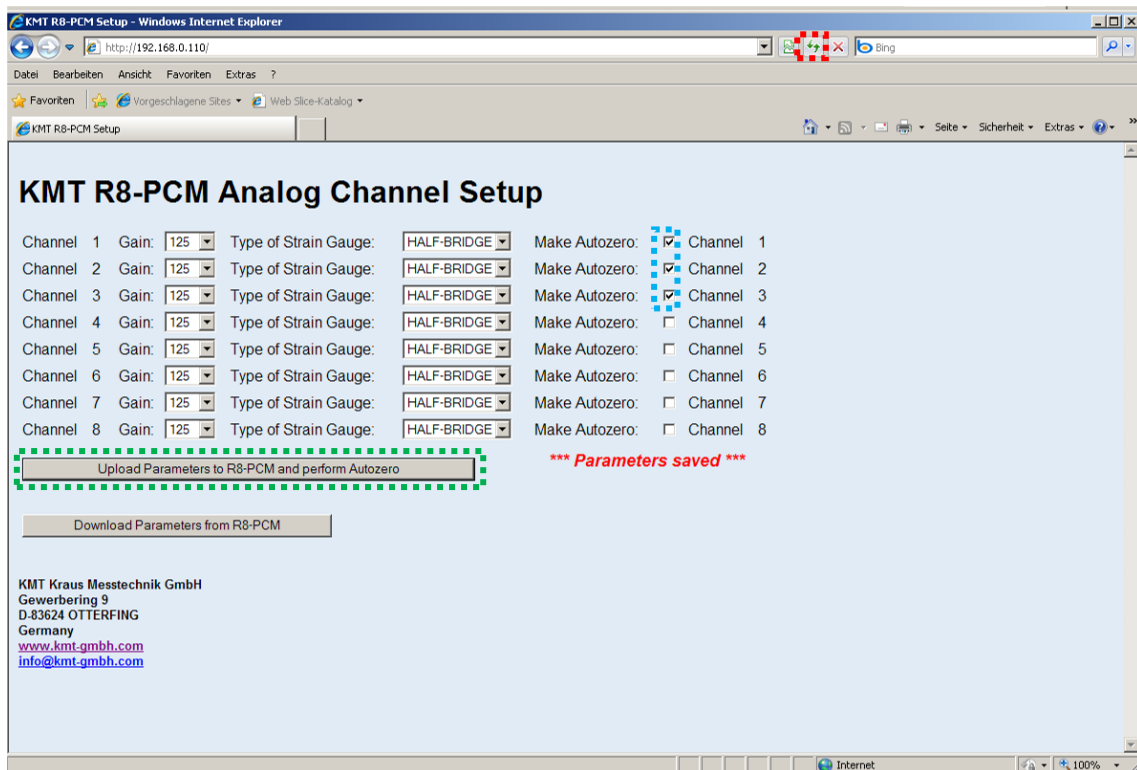 KMT R8-PCM Setup - Windows Internet Explorer
http://192.168.0.110/ Bing
Datei Bearbeiten Ansicht Favoriten Extras ?
Favoriten Vorgeschlagene Sites Web Slice-Katalog
KMT R8-PCM Setup Seite Sicherheit Extras »
KMT R8-PCM Analog Channel Setup
Channel 1 Gain: 125 Type of Strain Gauge: HALF-BRIDGE Make Autozero: Channel 1
Channel 2 Gain: 125 Type of Strain Gauge: HALF-BRIDGE Make Autozero: Channel 2
Channel 3 Gain: 125 Type of Strain Gauge: HALF-BRIDGE Make Autozero: Channel 3
Channel 4 Gain: 125 Type of Strain Gauge: HALF-BRIDGE Make Autozero: Channel 4
Channel 5 Gain: 125 Type of Strain Gauge: HALF-BRIDGE Make Autozero: Channel 5
Channel 6 Gain: 125 Type of Strain Gauge: HALF-BRIDGE Make Autozero: Channel 6
Channel 7 Gain: 125 Type of Strain Gauge: HALF-BRIDGE Make Autozero: Channel 7
Channel 8 Gain: 125 Type of Strain Gauge: HALF-BRIDGE Make Autozero: Channel 8
Upload Parameters to R8-PCM and perform Autozero *** Parameters saved ***
Download Parameters from R8-PCM
KMT Kraus Messtechnik GmbH
Gewerbering 9
D-83624 OTTERFING
Germany
www.kmt-gmbh.com
info@kmt-gmbh.com
Internet 100%